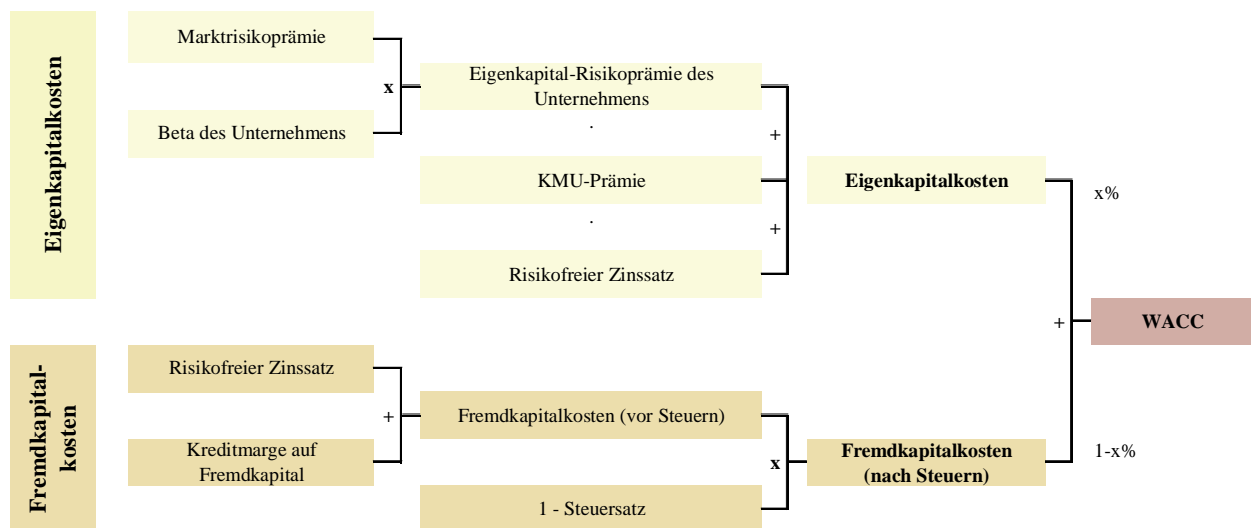 Eigenkapitalkosten
Marktrisikoprämie
x
Beta des Unternehmens
Eigenkapital-Risikoprämie des
Unternehmens
.
+
KMU-Prämie
.
+
Risikofreier Zinssatz
Eigenkapitalkosten
x%
+
WACC
Fremdkapital-
kosten
Risikofreier Zinssatz
+
Kreditmarge auf
Fremdkapital
Fremdkapitalkosten (vor Steuern)
x
1 - Steuersatz
Fremdkapitalkosten
(nach Steuern)
1-x%